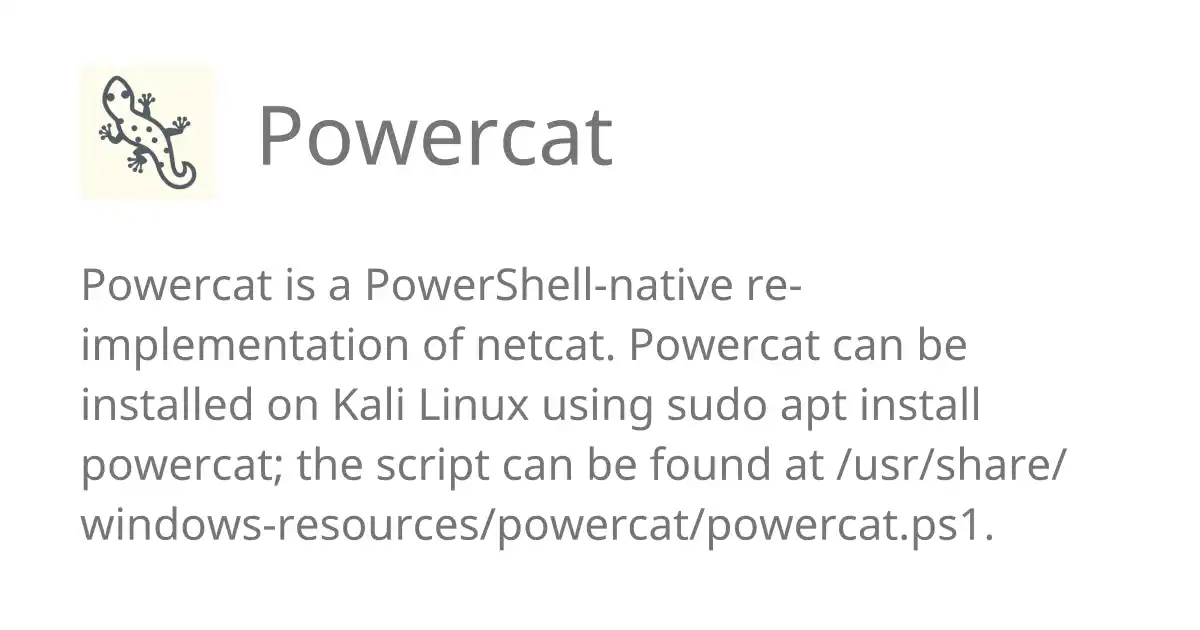 Powercat
Powercat is a PowerShell-native re-
implementation of netcat. Powercat can be
installed on Kali Linux using sudo apt install
powercat; the script can be found at /usr/share/
windows-resources/powercat/powercat.ps1.